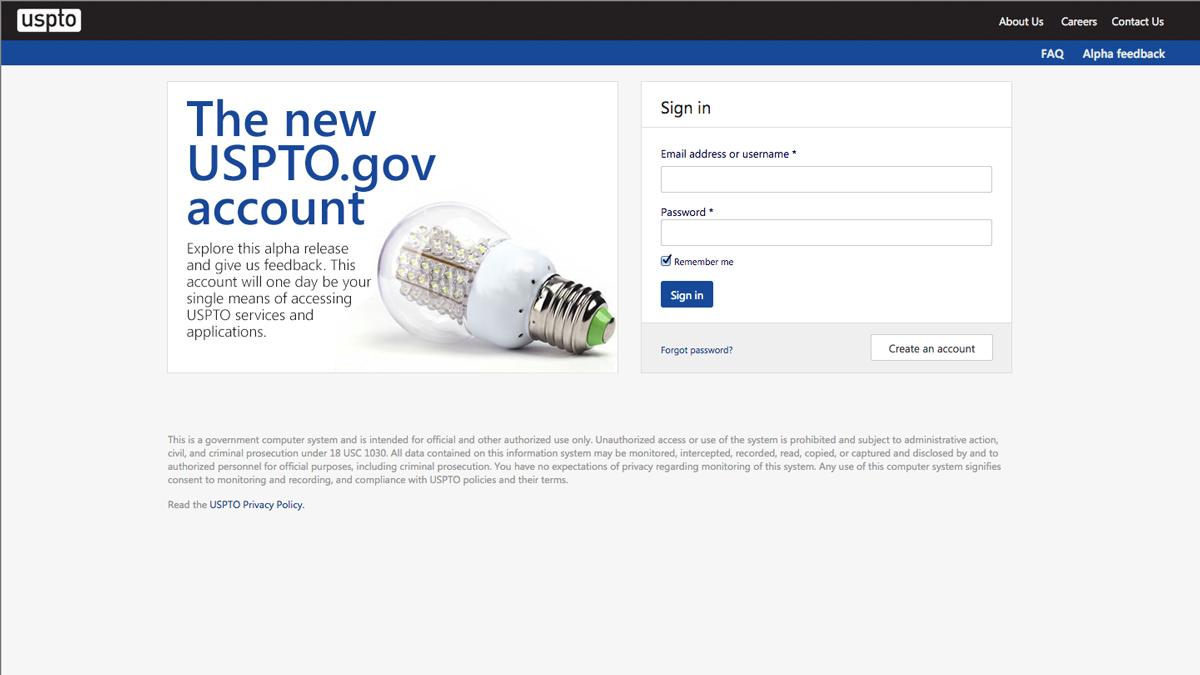 uspto
About Us Careers Contact Us
FAQ Alpha feedback
The new
USPTO.gov
account
Explore this alpha release
and give us feedback. This
account will one day be your
single means of accessing
USPTO services and
applications.
Sign in
Email address or username *
Password *
Remember me
Sign in
Forgot password?
Create an account
This is a government computer system and is intended for official and other authorized use only. Unauthorized access or use of the system is prohibited and subject to administrative action,
civil, and criminal prosecution under 18 USC 1030. All data contained on this information system may be monitored, intercepted, recorded, read, copied, or captured and disclosed by and to
authorized personnel for official purposes, including criminal prosecution. You have no expectations of privacy regarding monitoring of this system. Any use of this computer system signifies
consent to monitoring and recording, and compliance with USPTO policies and their terms.
Read the USPTO Privacy Policy.